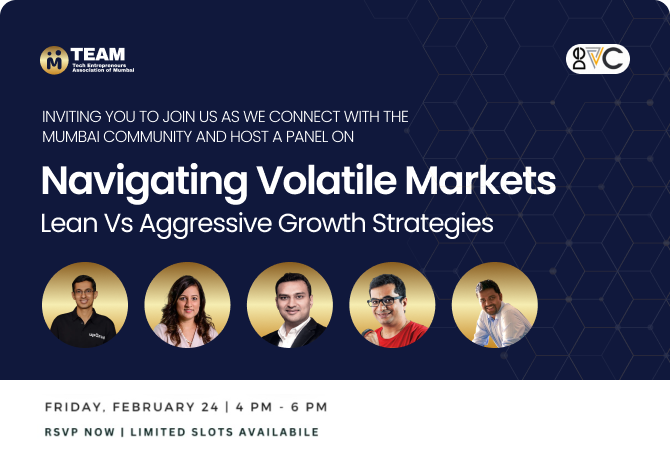 TEAM
Tech Entrepreneurs
Association of Mumbai
DeVC
INVITING YOU TO JOIN US AS WE CONNECT WITH THE
MUMBAI COMMUNITY AND HOST A PANEL ON
Navigating Volatile Markets
Lean Vs Aggressive Growth Strategies
FRIDAY, FEBRUARY 24 | 4 PM - 6 PM
RSVP NOW | LIMITED SLOTS AVAILABILE